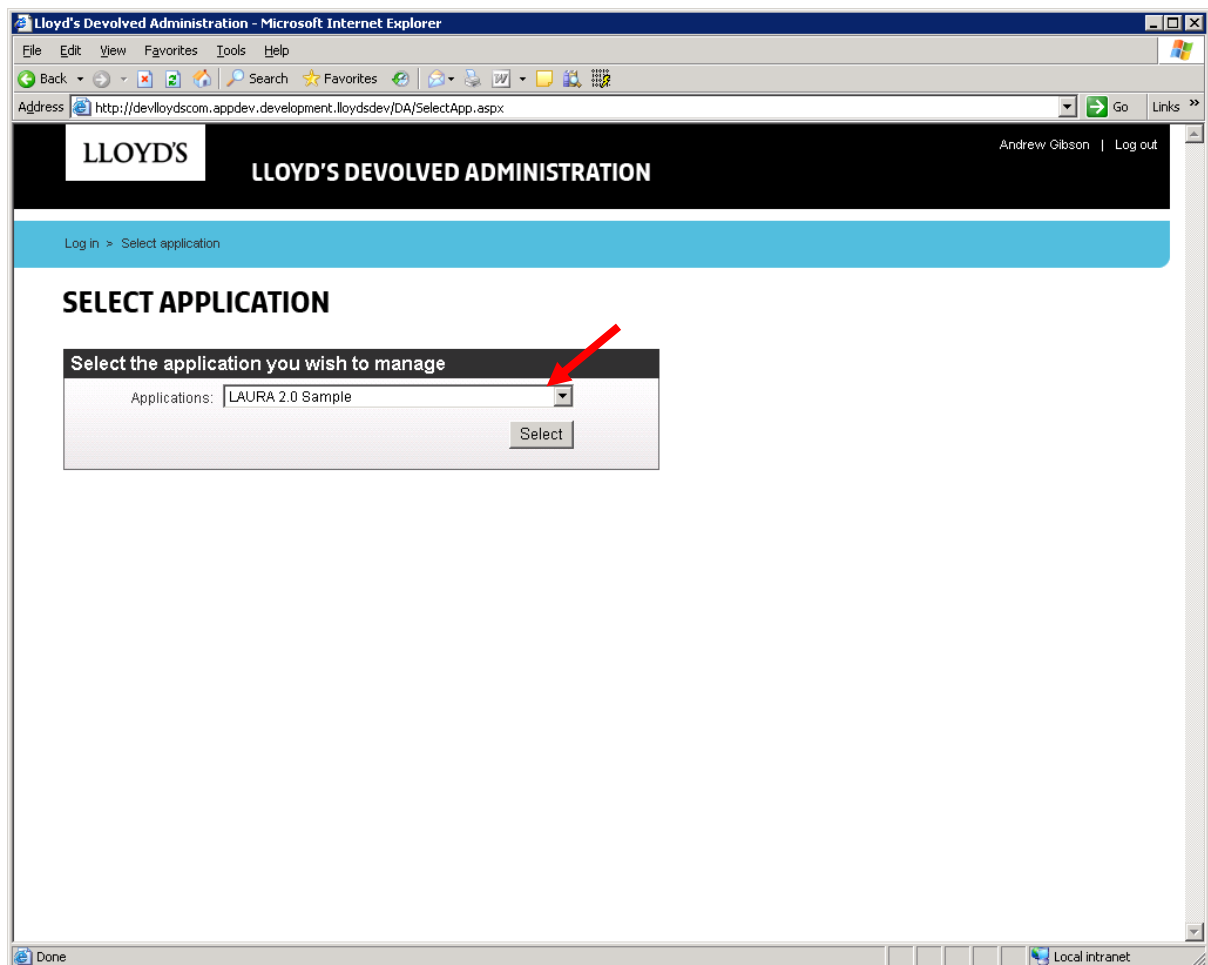 Lloyd's Devolved Administration - Microsoft Internet Explorer
File Edit View Favorites Tools Help
Back Search Favorites
Address http://devlloydscom.appdev.development.lloydsdev/DA/SelectApp.aspx Go Links »
LLOYD'S
LLOYD'S DEVOLVED ADMINISTRATION
Andrew Gibson | Log out
Log in > Select application
SELECT APPLICATION
Select the application you wish to manage
Applications: LAURA 2.0 Sample
Select
Done Local intranet